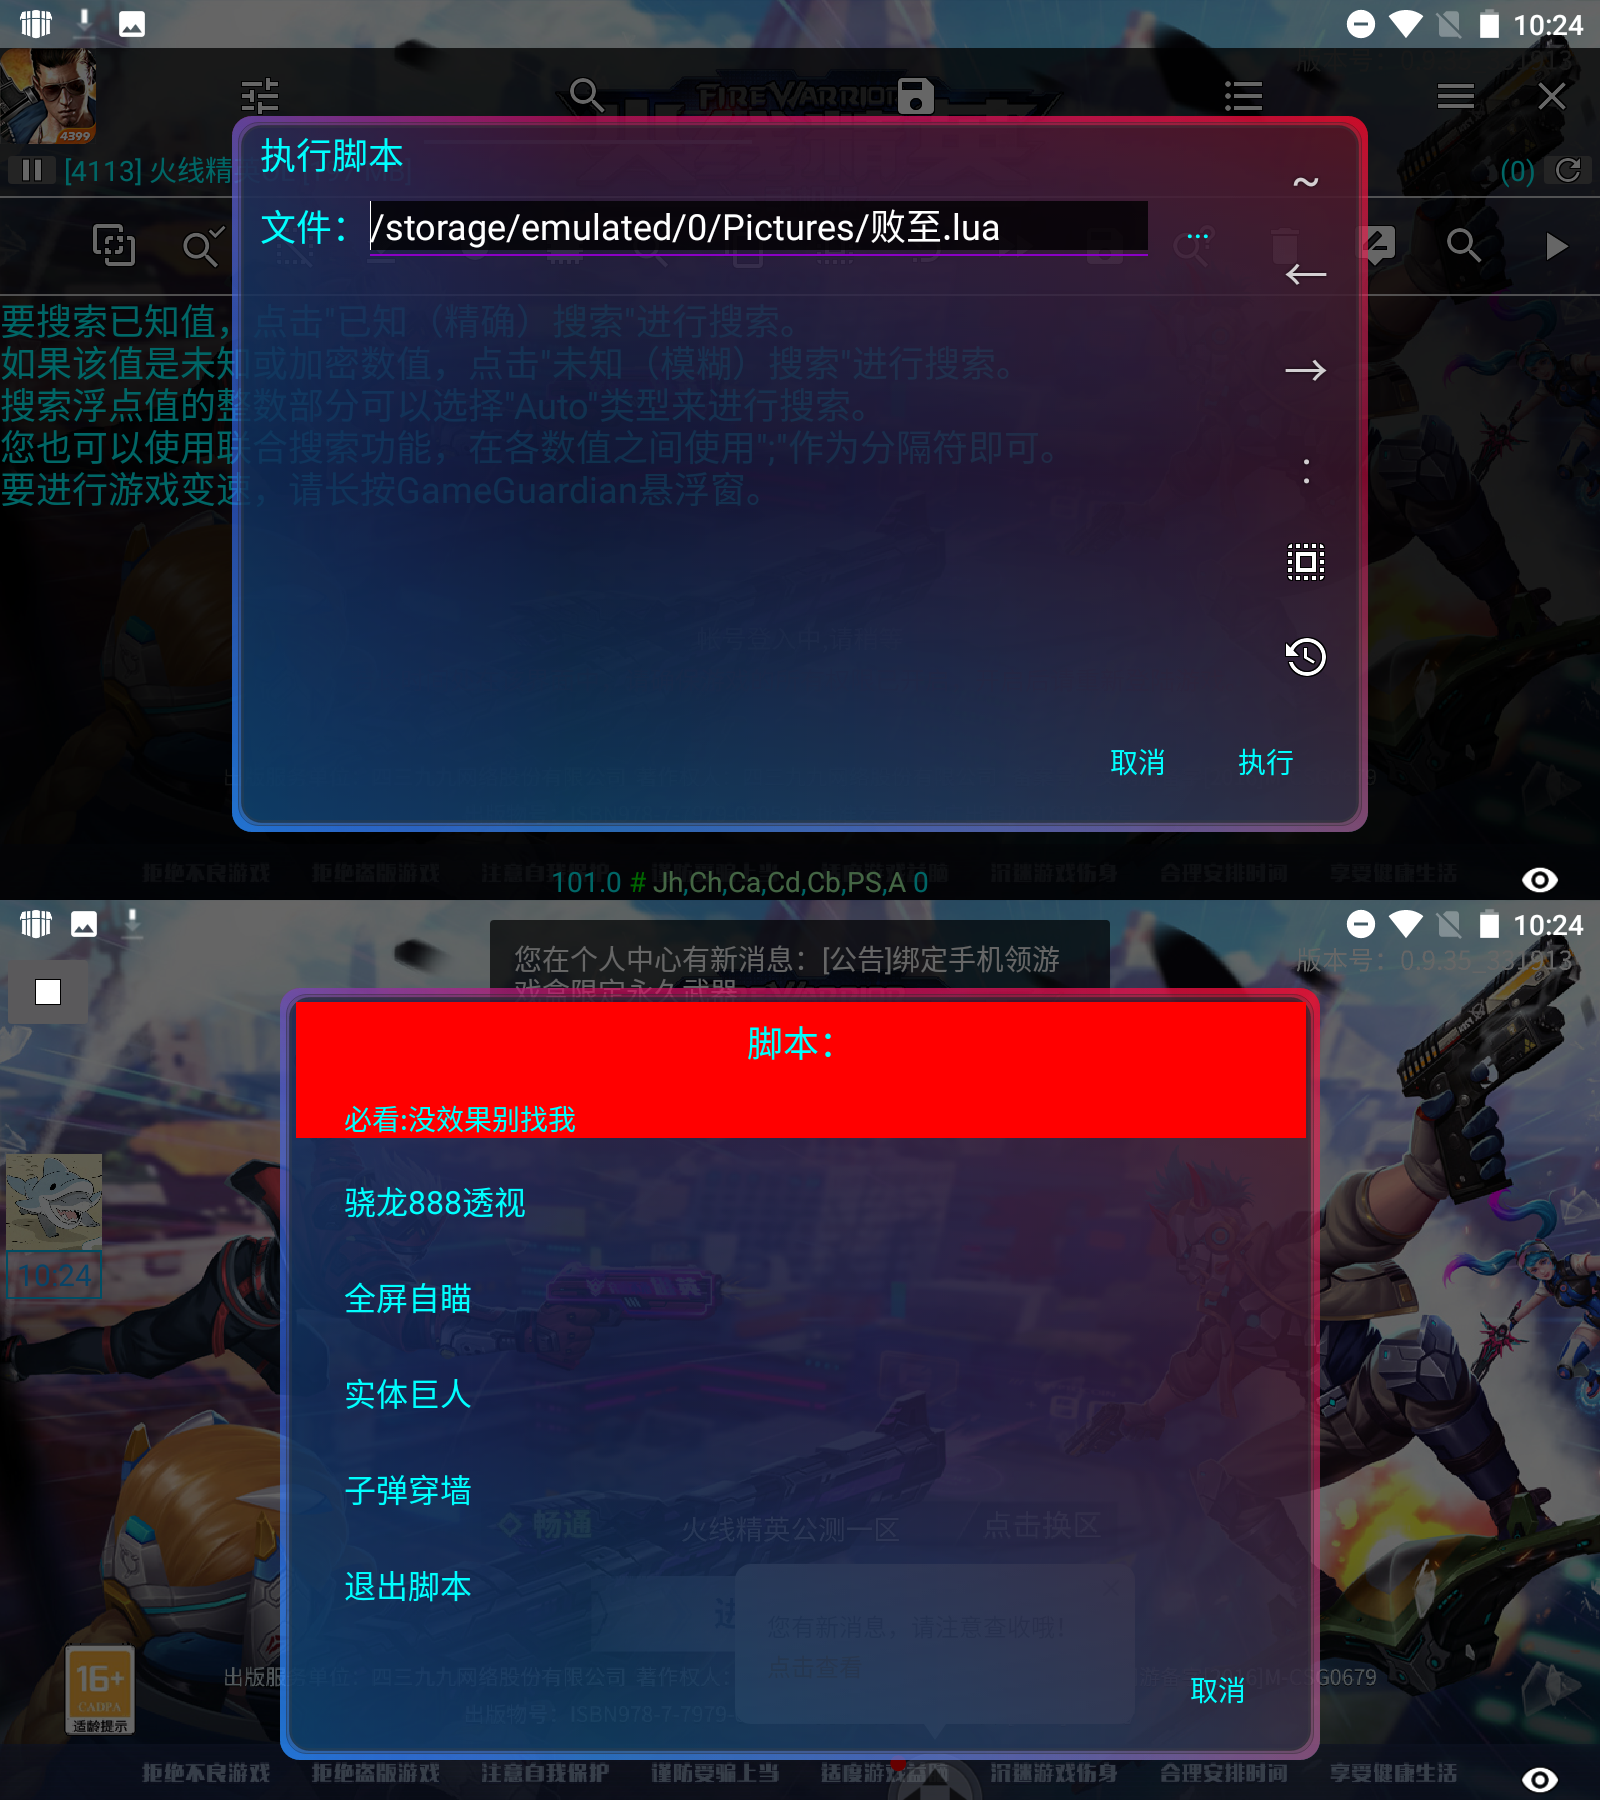 10:24
FIREWARRIOR
4399
[4113] 火线精
(0)
执行脚本
~
文件：
/storage/emulated/0/Pictures/败至.lua
...
←
→
:
要搜索已知值，点击"已知（精确）搜索"进行搜索。
如果该值是未知或加密数值，点击"未知（模糊）搜索"进行搜索。
搜索浮点值的整数部分可以选择"Auto"类型来进行搜索。
您也可以使用联合搜索功能，在各数值之间使用";"作为分隔符即可。
要进行游戏变速，请长按GameGuardian悬浮窗。
帐号登入中,请稍等
取消
执行
拒绝不良游戏 拒绝盗版游戏 注意自我保护 谨防受骗上当 适度游戏益脑 沉迷游戏伤身 合理安排时间 享受健康生活
101.0 # Jh,Ch,Ca,Cd,Cb,PS,A 0
10:24
您在个人中心有新消息：[公告]绑定手机领游
戏盒限定永久武器
版本号：0.9.35_331913
脚本：
必看:没效果别找我
骁龙888透视
10:24
全屏自瞄
实体巨人
子弹穿墙
畅通
火线精英公测一区
点击换区
退出脚本
您有新消息，请注意查收哦！
点击查看
16+
CADPA
适龄提示
出版服务单位：四三九九网络股份有限公司 著作权人：
M-CSG0679
取消
出版物号：ISBN978-7-7979-
拒绝不良游戏 拒绝盗版游戏 注意自我保护 谨防受骗上当 适度游戏益脑 沉迷游戏伤身 合理安排时间 享受健康生活